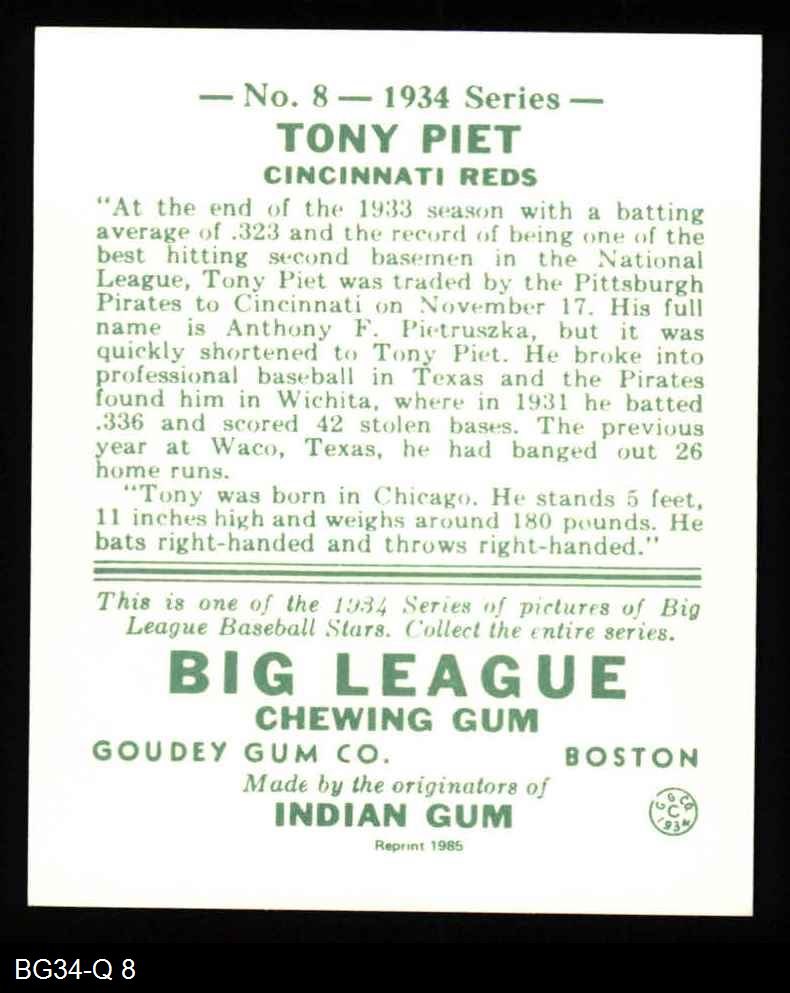 — No. 8 — 1934 Series —
TONY PIET
CINCINNATI REDS
"At the end of the 1933 season with a batting
average of .323 and the record of being one of the
best hitting second basemen in the National
League, Tony Piet was traded by the Pittsburgh
Pirates to Cincinnati on November 17. His full
name is Anthony F. Pietruszka, but it was
quickly shortened to Tony Piet. He broke into
professional baseball in Texas and the Pirates
found him in Wichita, where in 1931 he batted
.336 and scored 42 stolen bases. The previous
year at Waco, Texas, he had banged out 26
home runs.
"Tony was born in Chicago. He stands 5 feet,
11 inches high and weighs around 180 pounds. He
bats right-handed and throws right-handed."
This is one of the 1934 Series of pictures of Big
League Baseball Stars. Collect the entire series.
BIG LEAGUE
CHEWING GUM
GOUDEY GUM CO. BOSTON
Made by the originators of
INDIAN GUM
G G Co.
C
1934
Reprint 1985
BG34-Q 8